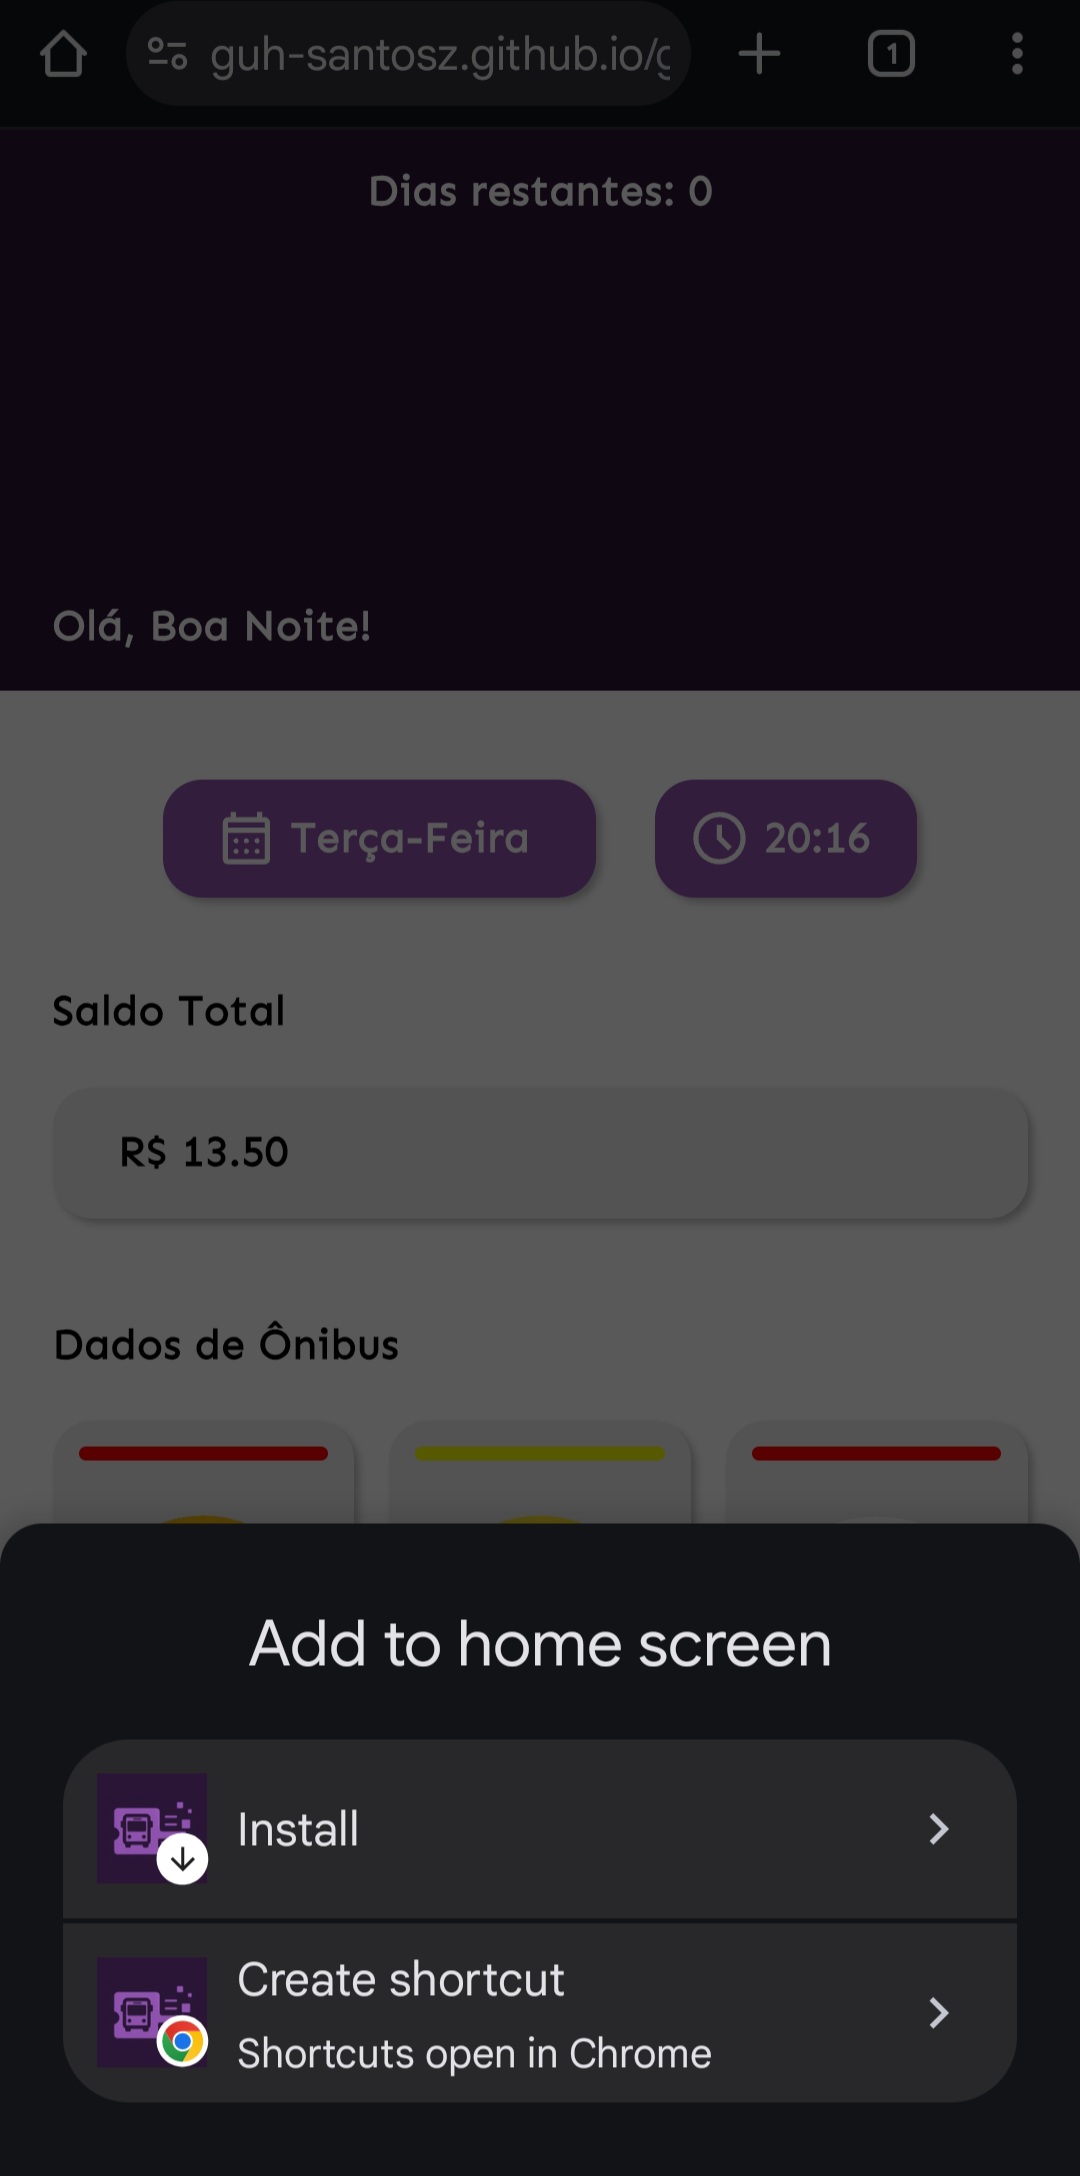 guh-santosz.github.io/g
1
Dias restantes: 0
Olá, Boa Noite!
Terça-Feira
20:16
Saldo Total
R$ 13.50
Dados de Ônibus
Add to home screen
Install
Create shortcut
Shortcuts open in Chrome